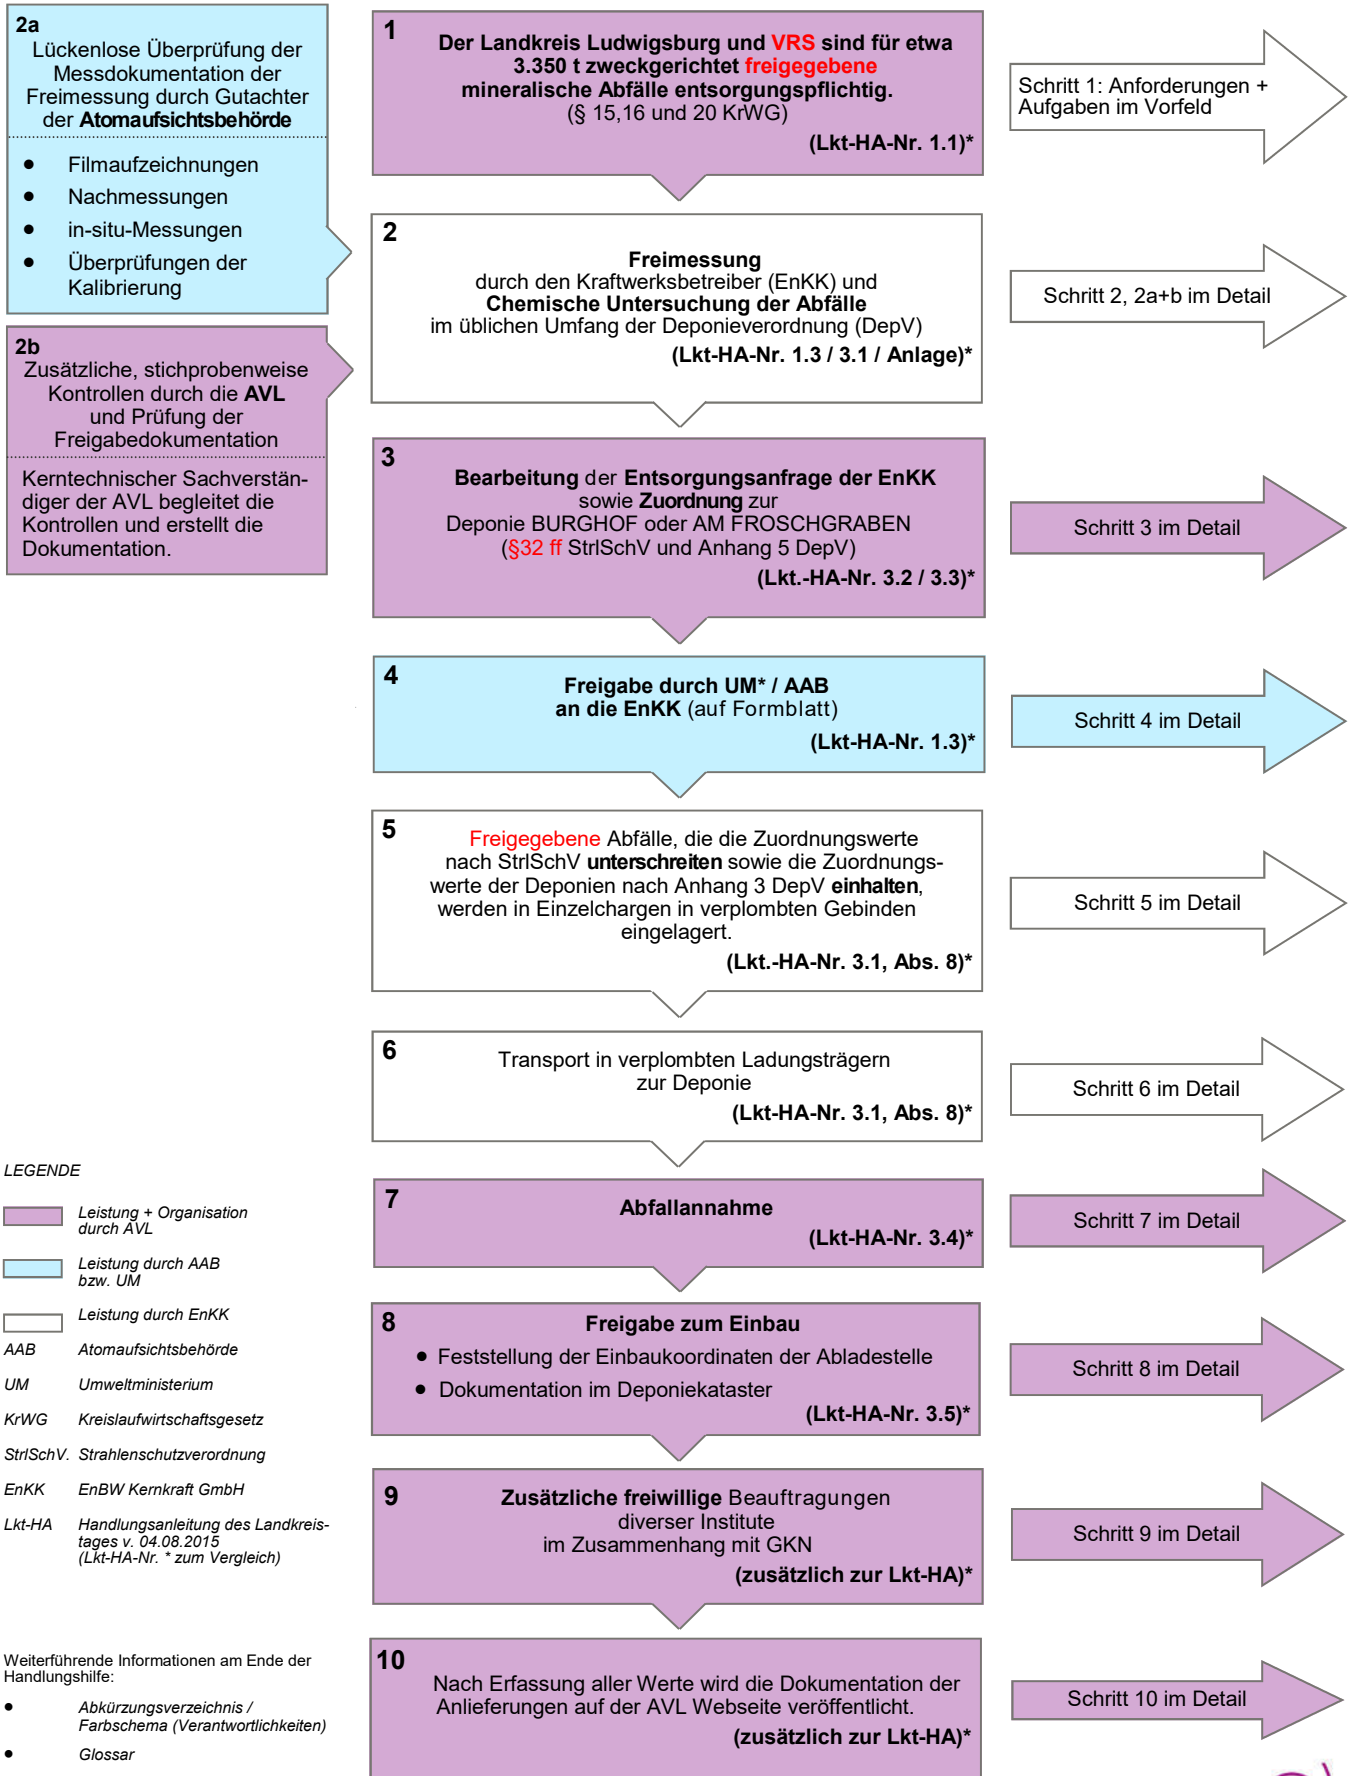 2a
Lückenlose Überprüfung der
Messdokumentation der
Freimessung durch Gutachter
der Atomaufsichtsbehörde
• Filmaufzeichnungen
• Nachmessungen
• in-situ-Messungen
• Überprüfungen der
Kalibrierung
2b
Zusätzliche, stichprobenweise
Kontrollen durch die AVL
und Prüfung der
Freigabedokumentation
Kerntechnischer Sachverstän-
diger der AVL begleitet die
Kontrollen und erstellt die
Dokumentation.
1
Der Landkreis Ludwigsburg und VRS sind für etwa
3.350 t zweckgerichtet freigegebene
mineralische Abfälle entsorgungspflichtig.
(§ 15,16 und 20 KrWG)
(Lkt-HA-Nr. 1.1)*
Schritt 1: Anforderungen +
Aufgaben im Vorfeld
2
Freimessung
durch den Kraftwerksbetreiber (EnKK) und
Chemische Untersuchung der Abfälle
im üblichen Umfang der Deponieverordnung (DepV)
(Lkt-HA-Nr. 1.3 / 3.1 / Anlage)*
Schritt 2, 2a+b im Detail
3
Bearbeitung der Entsorgungsanfrage der EnKK
sowie Zuordnung zur
Deponie BURGHOF oder AM FROSCHGRABEN
(§32 ff StrlSchV und Anhang 5 DepV)
(Lkt.-HA-Nr. 3.2 / 3.3)*
Schritt 3 im Detail
4
Freigabe durch UM* / AAB
an die EnKK (auf Formblatt)
(Lkt-HA-Nr. 1.3)*
Schritt 4 im Detail
5
Freigegebene Abfälle, die die Zuordnungswerte
nach StrlSchV unterschreiten sowie die Zuordnungs-
werte der Deponien nach Anhang 3 DepV einhalten,
werden in Einzelchargen in verplombten Gebinden
eingelagert.
(Lkt.-HA-Nr. 3.1, Abs. 8)*
Schritt 5 im Detail
6
Transport in verplombten Ladungsträgern
zur Deponie
(Lkt-HA-Nr. 3.1, Abs. 8)*
Schritt 6 im Detail
7
Abfallannahme
(Lkt-HA-Nr. 3.4)*
Schritt 7 im Detail
8
Freigabe zum Einbau
• Feststellung der Einbaukoordinaten der Abladestelle
• Dokumentation im Deponiekataster
(Lkt-HA-Nr. 3.5)*
Schritt 8 im Detail
9
Zusätzliche freiwillige Beauftragungen
diverser Institute
im Zusammenhang mit GKN
(zusätzlich zur Lkt-HA)*
Schritt 9 im Detail
10
Nach Erfassung aller Werte wird die Dokumentation der
Anlieferungen auf der AVL Webseite veröffentlicht.
(zusätzlich zur Lkt-HA)*
Schritt 10 im Detail
LEGENDE
Leistung + Organisation
durch AVL
Leistung durch AAB
bzw. UM
Leistung durch EnKK
AAB Atomaufsichtsbehörde
UM Umweltministerium
KrWG Kreislaufwirtschaftsgesetz
StrlSchV. Strahlenschutzverordnung
EnKK EnBW Kernkraft GmbH
Lkt-HA Handlungsanleitung des Landkreis-
tages v. 04.08.2015
(Lkt-HA-Nr. * zum Vergleich)
Weiterführende Informationen am Ende der
Handlungshilfe:
• Abkürzungsverzeichnis /
Farbschema (Verantwortlichkeiten)
• Glossar